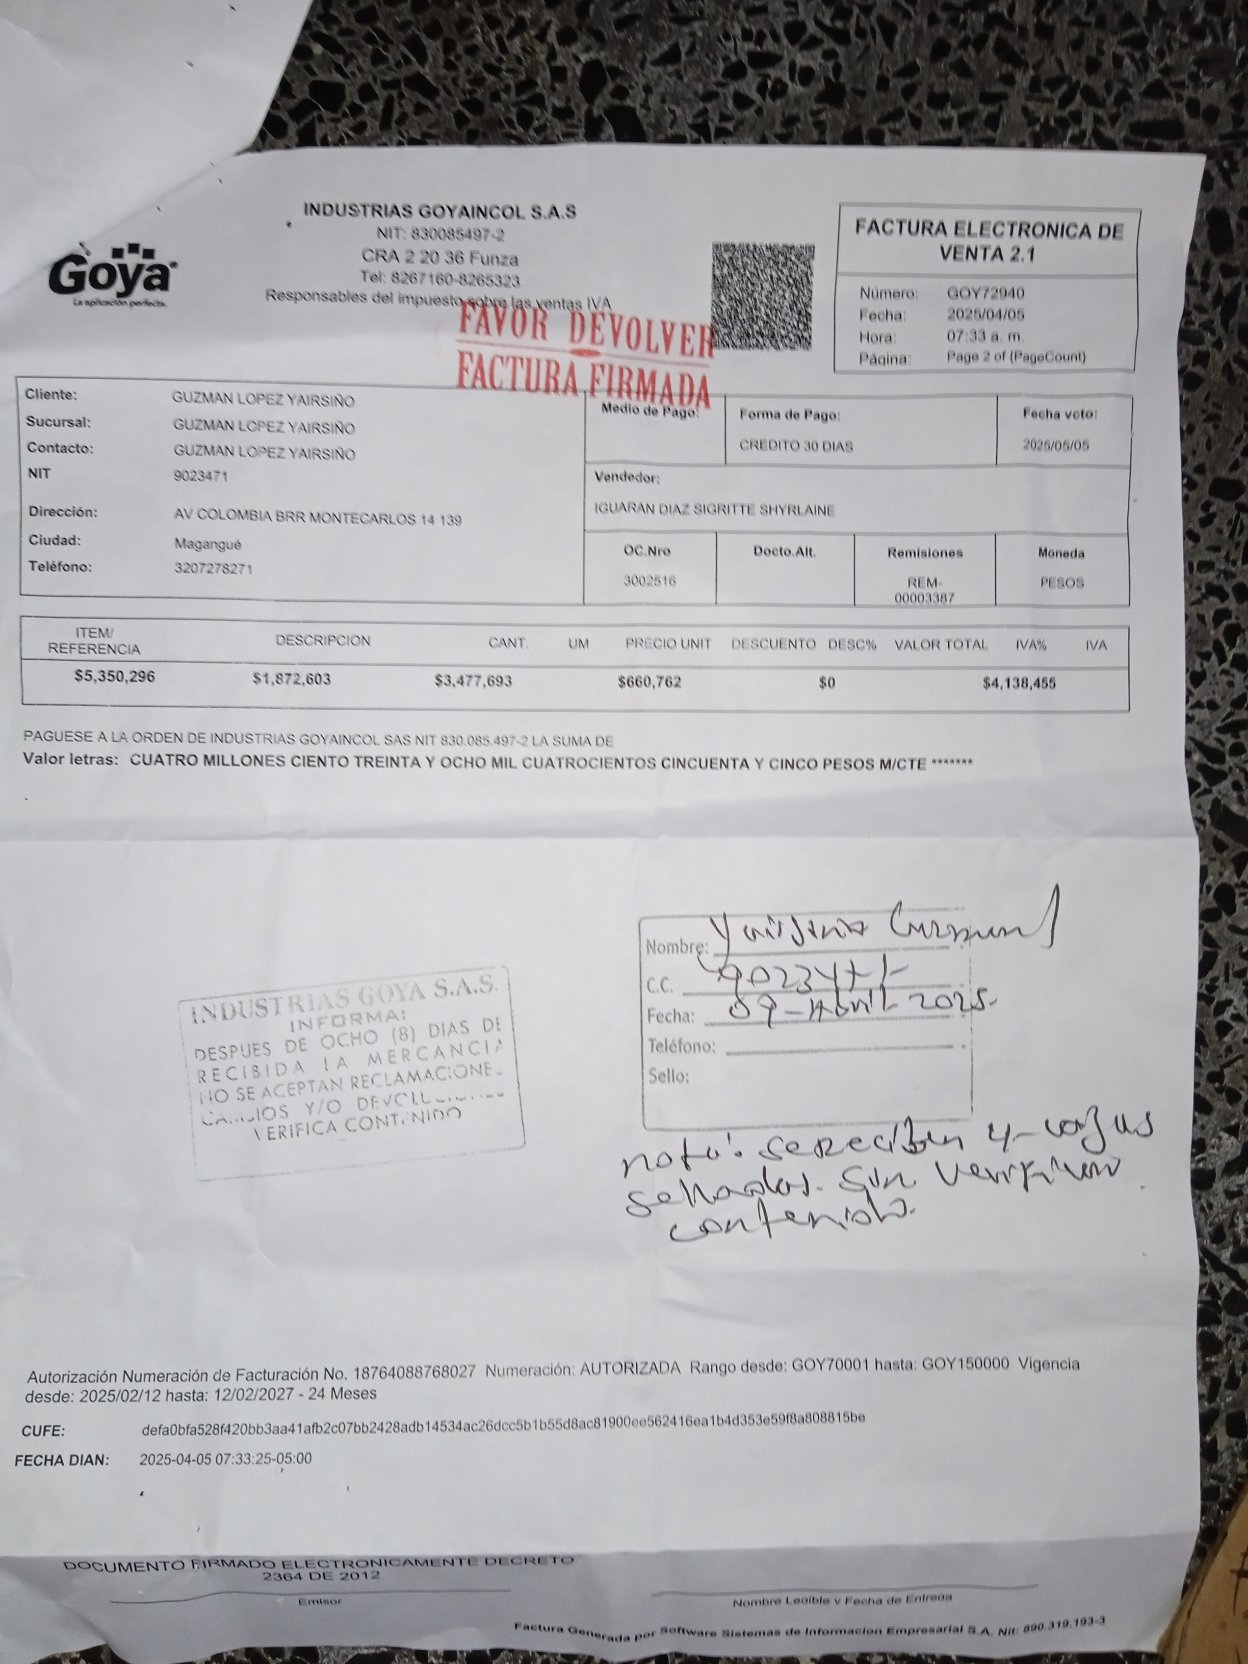 Goya
La aplicación perfecta.
INDUSTRIAS GOYAINCOL S.A.S
NIT: 830085497-2
CRA 2 20 36 Funza
Tel: 8267160-8265323
Responsables del impuesto sobre las ventas IVA
FAVOR DEVOLVER
FACTURA FIRMADA
FACTURA ELECTRONICA DE
VENTA 2.1
Número: GOY72940
Fecha: 2025/04/05
Hora: 07:33 a. m.
Página: Page 2 of (PageCount)
Cliente: GUZMAN LOPEZ YAIRSIÑO
Sucursal: GUZMAN LOPEZ YAIRSIÑO
Contacto: GUZMAN LOPEZ YAIRSIÑO
NIT 9023471
Dirección: AV COLOMBIA BRR MONTECARLOS 14 139
Ciudad: Magangué
Teléfono: 3207278271
Medio de Pago: Forma de Pago: Fecha vcto:
CREDITO 30 DIAS 2025/05/05
Vendedor:
IGUARAN DIAZ SIGRITTE SHYRLAINE
OC.Nro Docto.Alt. Remisiones Moneda
3002516 REM- PESOS
00003387
ITEM/ DESCRIPCION CANT. UM PRECIO UNIT DESCUENTO DESC% VALOR TOTAL IVA% IVA
REFERENCIA
$5,350,296 $1,872,603 $3,477,693 $660,762 $0 $4,138,455
PAGUESE A LA ORDEN DE INDUSTRIAS GOYAINCOL SAS NIT 830.085.497-2 LA SUMA DE
Valor letras: CUATRO MILLONES CIENTO TREINTA Y OCHO MIL CUATROCIENTOS CINCUENTA Y CINCO PESOS M/CTE *******
INDUSTRIAS GOYA S.A.S.
INFORMA:
DESPUES DE OCHO (8) DIAS DE
RECIBIDA LA MERCANCIA
NO SE ACEPTAN RECLAMACIONE
Y/O
VERIFICA CONTENIDO
Nombre: Guzman
C.C. 9023471-
Fecha: 09-Abril-2025.
Teléfono:
Sello:
nota: se reciben 4-cajas
selladas. sin verificar
contenido.
Autorización Numeración de Facturación No. 18764088768027 Numeración: AUTORIZADA Rango desde: GOY70001 hasta: GOY150000 Vigencia
desde: 2025/02/12 hasta: 12/02/2027 - 24 Meses
CUFE: defa0bfa528f420bb3aa41afb2c07bb2428adb14534ac26dcc5b1b55d8ac81900ee562416ea1b4d353e59f8a808815be
FECHA DIAN: 2025-04-05 07:33:25-05:00
DOCUMENTO FIRMADO ELECTRONICAMENTE DECRETO
2364 DE 2012
Emisor
Nombre Legible y Fecha de Entrega
Factura Generada por Software Sistemas de Informacion Empresarial S.A. Nit: 890.319.193-3